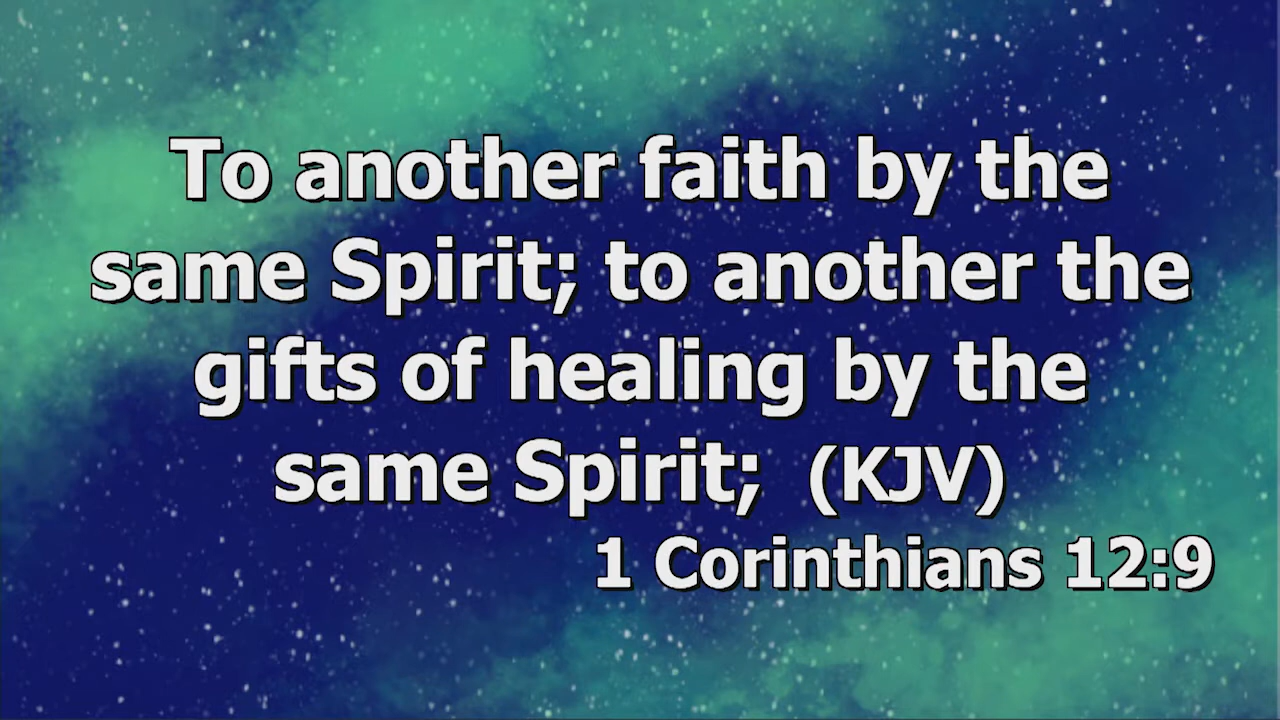 To another faith by the
same Spirit; to another the
gifts of healing by the
same Spirit;  (KJV)
1 Corinthians 12:9